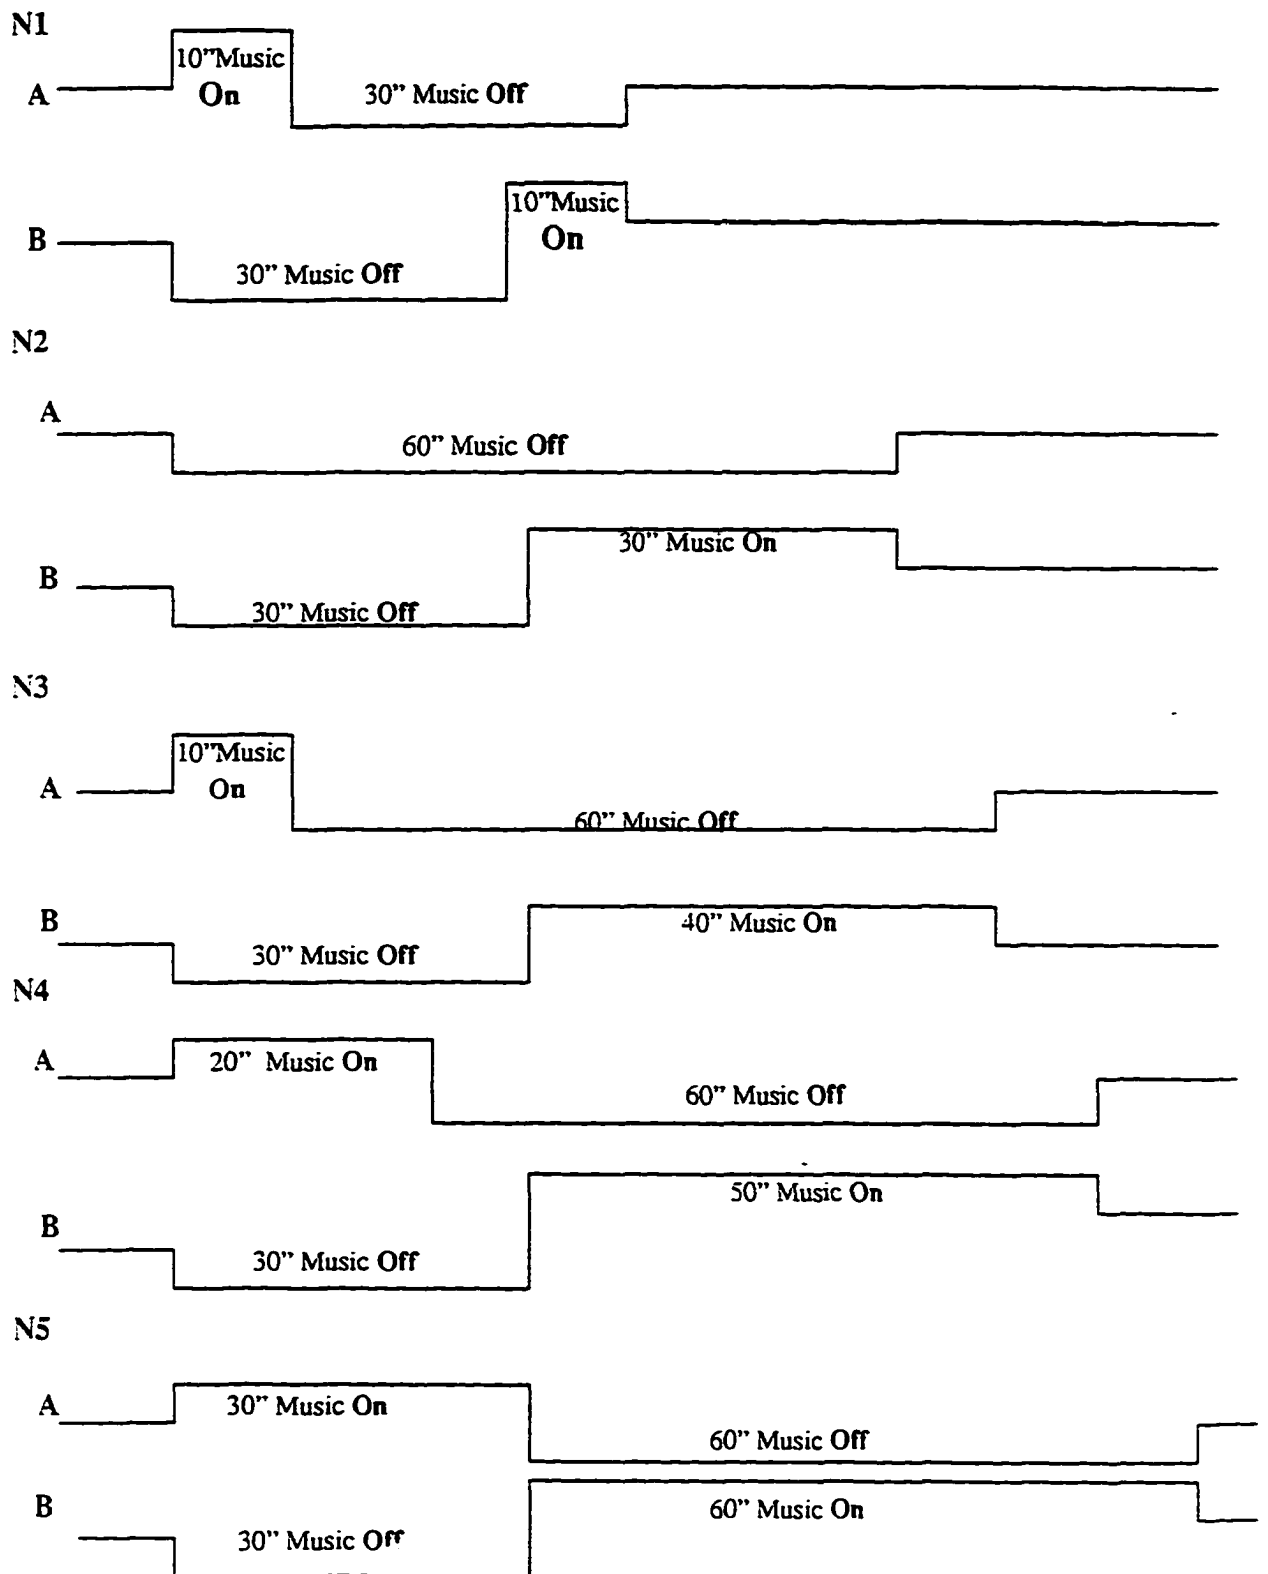 N1
10"Music
A
On
30" Music Off
10"Music
B
On
30" Music Off
N2
A
60" Music Off
30" Music On
B
30" Music Off
N3
10"Music
A
On
60" Music Off
B
40" Music On
30" Music Off
N4
A
20" Music On
60" Music Off
50" Music On
B
30" Music Off
N5
A
30" Music On
60" Music Off
B
60" Music On
30" Music Off